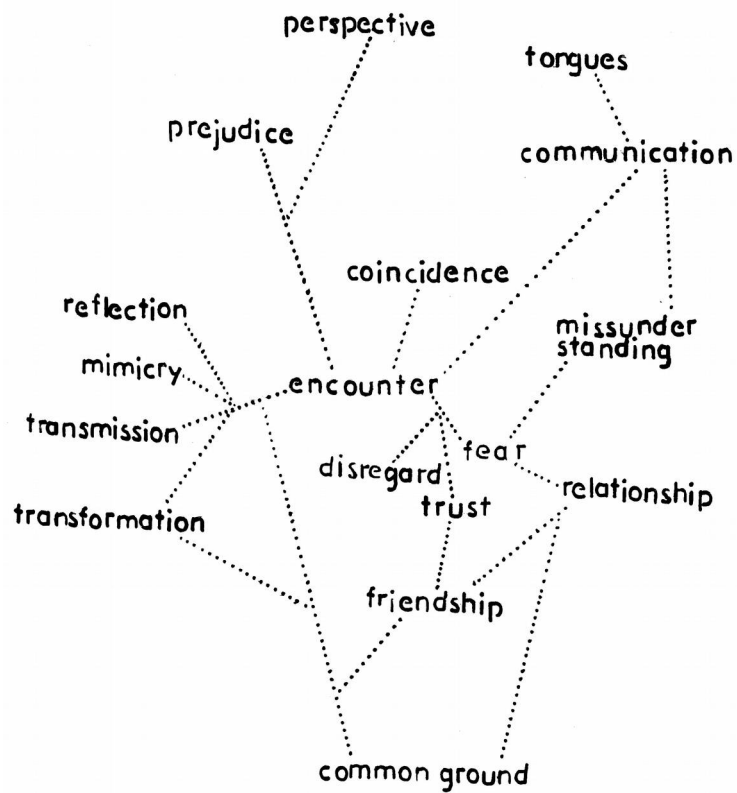 perspective
tongues
prejudice
communication
coincidence
reflection
missunder
standing
mimicry
encounter
transmission
fear
disregard
relationship
trust
transformation
friendship
common ground